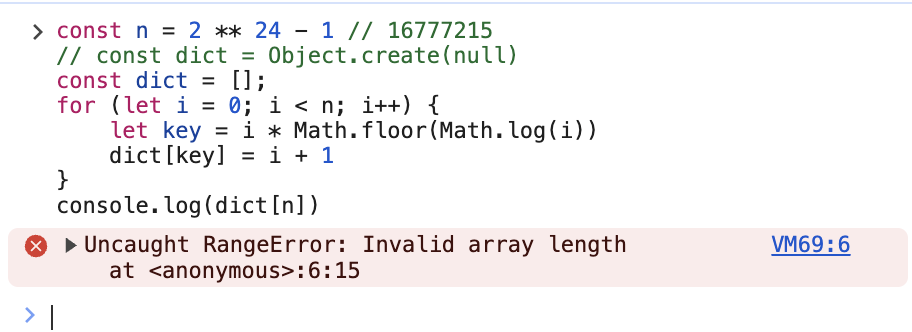 > const n = 2 ** 24 - 1 // 16777215
// const dict = Object.create(null)
const dict = [];
for (let i = 0; i < n; i++) {
    let key = i * Math.floor(Math.log(i))
    dict[key] = i + 1
}
console.log(dict[n])
▶ Uncaught RangeError: Invalid array length VM69:6
    at <anonymous>:6:15
>